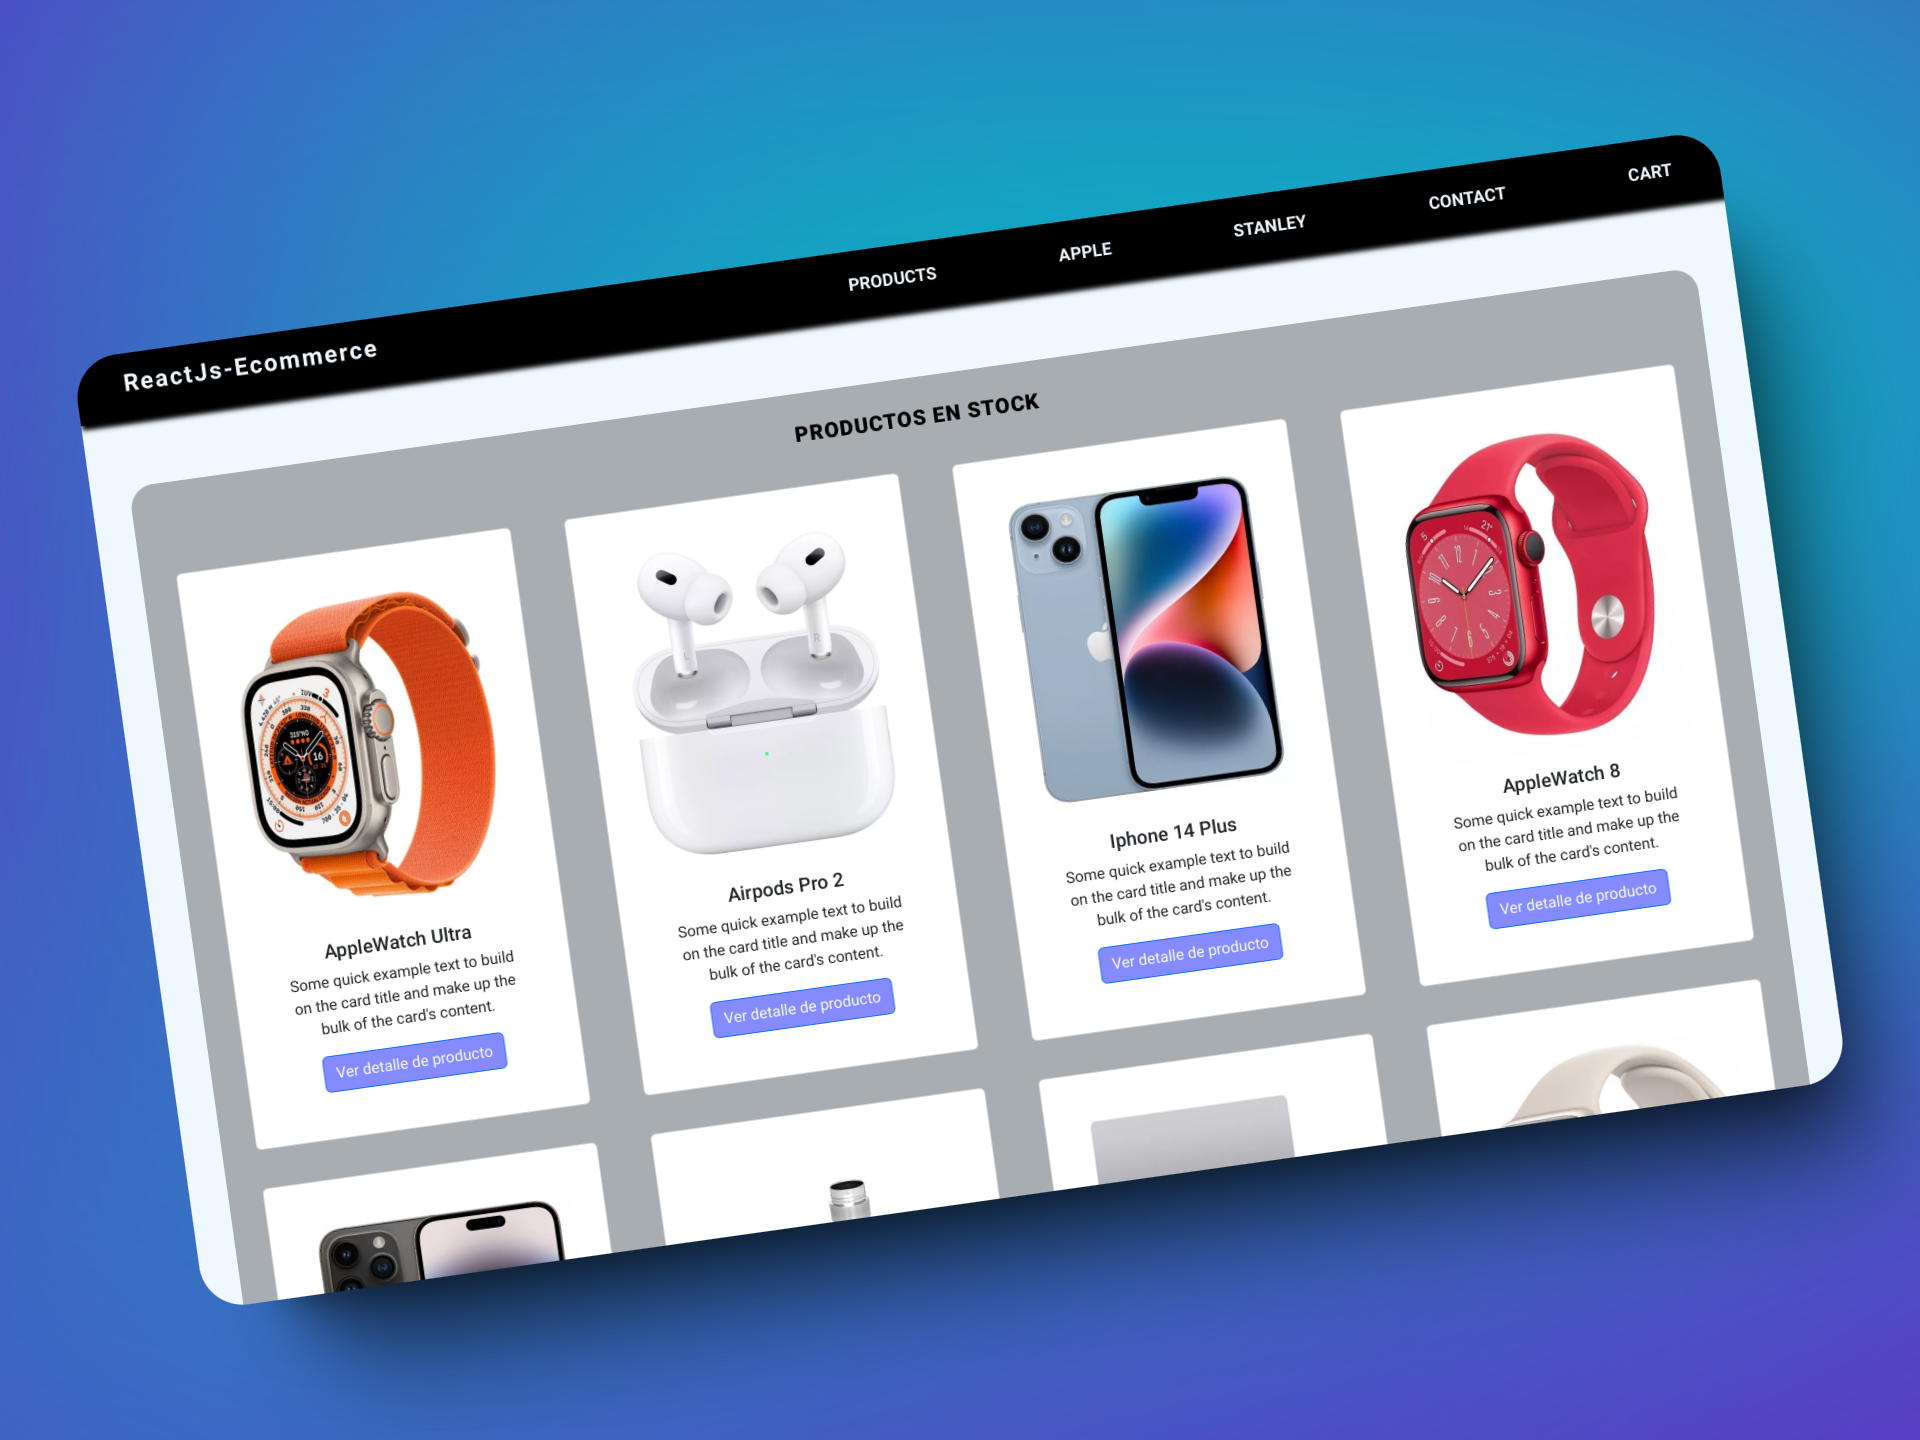 ReactJs-Ecommerce
PRODUCTS
APPLE
STANLEY
CONTACT
CART
PRODUCTOS EN STOCK
AppleWatch Ultra
Some quick example text to build
on the card title and make up the
bulk of the card's content.
Ver detalle de producto
Airpods Pro 2
Some quick example text to build
on the card title and make up the
bulk of the card's content.
Ver detalle de producto
Iphone 14 Plus
Some quick example text to build
on the card title and make up the
bulk of the card's content.
Ver detalle de producto
AppleWatch 8
Some quick example text to build
on the card title and make up the
bulk of the card's content.
Ver detalle de producto